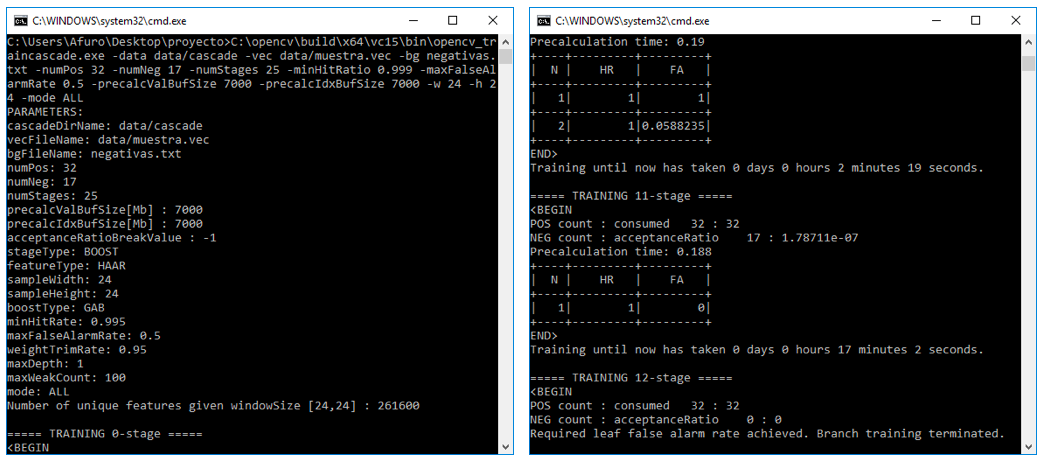 C:\WINDOWS\system32\cmd.exe
C:\Users\Afuro\Desktop\proyecto>C:\opencv\build\x64\vc15\bin\opencv_tr
aincascade.exe -data data/cascade -vec data/muestra.vec -bg negativas.
txt -numPos 32 -numNeg 17 -numStages 25 -minHitRatio 0.999 -maxFalseAl
armRate 0.5 -precalcValBufSize 7000 -precalcIdxBufSize 7000 -w 24 -h 2
4 -mode ALL
PARAMETERS:
cascadeDirName: data/cascade
vecFileName: data/muestra.vec
bgFileName: negativas.txt
numPos: 32
numNeg: 17
numStages: 25
precalcValBufSize[Mb] : 7000
precalcIdxBufSize[Mb] : 7000
acceptanceRatioBreakValue : -1
stageType: BOOST
featureType: HAAR
sampleWidth: 24
sampleHeight: 24
boostType: GAB
minHitRate: 0.995
maxFalseAlarmRate: 0.5
weightTrimRate: 0.95
maxDepth: 1
maxWeakCount: 100
mode: ALL
Number of unique features given windowSize [24,24] : 261600

===== TRAINING 0-stage =====
<BEGIN
C:\WINDOWS\system32\cmd.exe
Precalculation time: 0.19
+----+---------+---------+
|  N |    HR   |    FA   |
+----+---------+---------+
|   1|        1|        1|
+----+---------+---------+
|   2|        1|0.0588235|
+----+---------+---------+
END>
Training until now has taken 0 days 0 hours 2 minutes 19 seconds.

===== TRAINING 11-stage =====
<BEGIN
POS count : consumed   32 : 32
NEG count : acceptanceRatio    17 : 1.78711e-07
Precalculation time: 0.188
+----+---------+---------+
|  N |    HR   |    FA   |
+----+---------+---------+
|   1|        1|        0|
+----+---------+---------+
END>
Training until now has taken 0 days 0 hours 17 minutes 2 seconds.

===== TRAINING 12-stage =====
<BEGIN
POS count : consumed   32 : 32
NEG count : acceptanceRatio    0 : 0
Required leaf false alarm rate achieved. Branch training terminated.